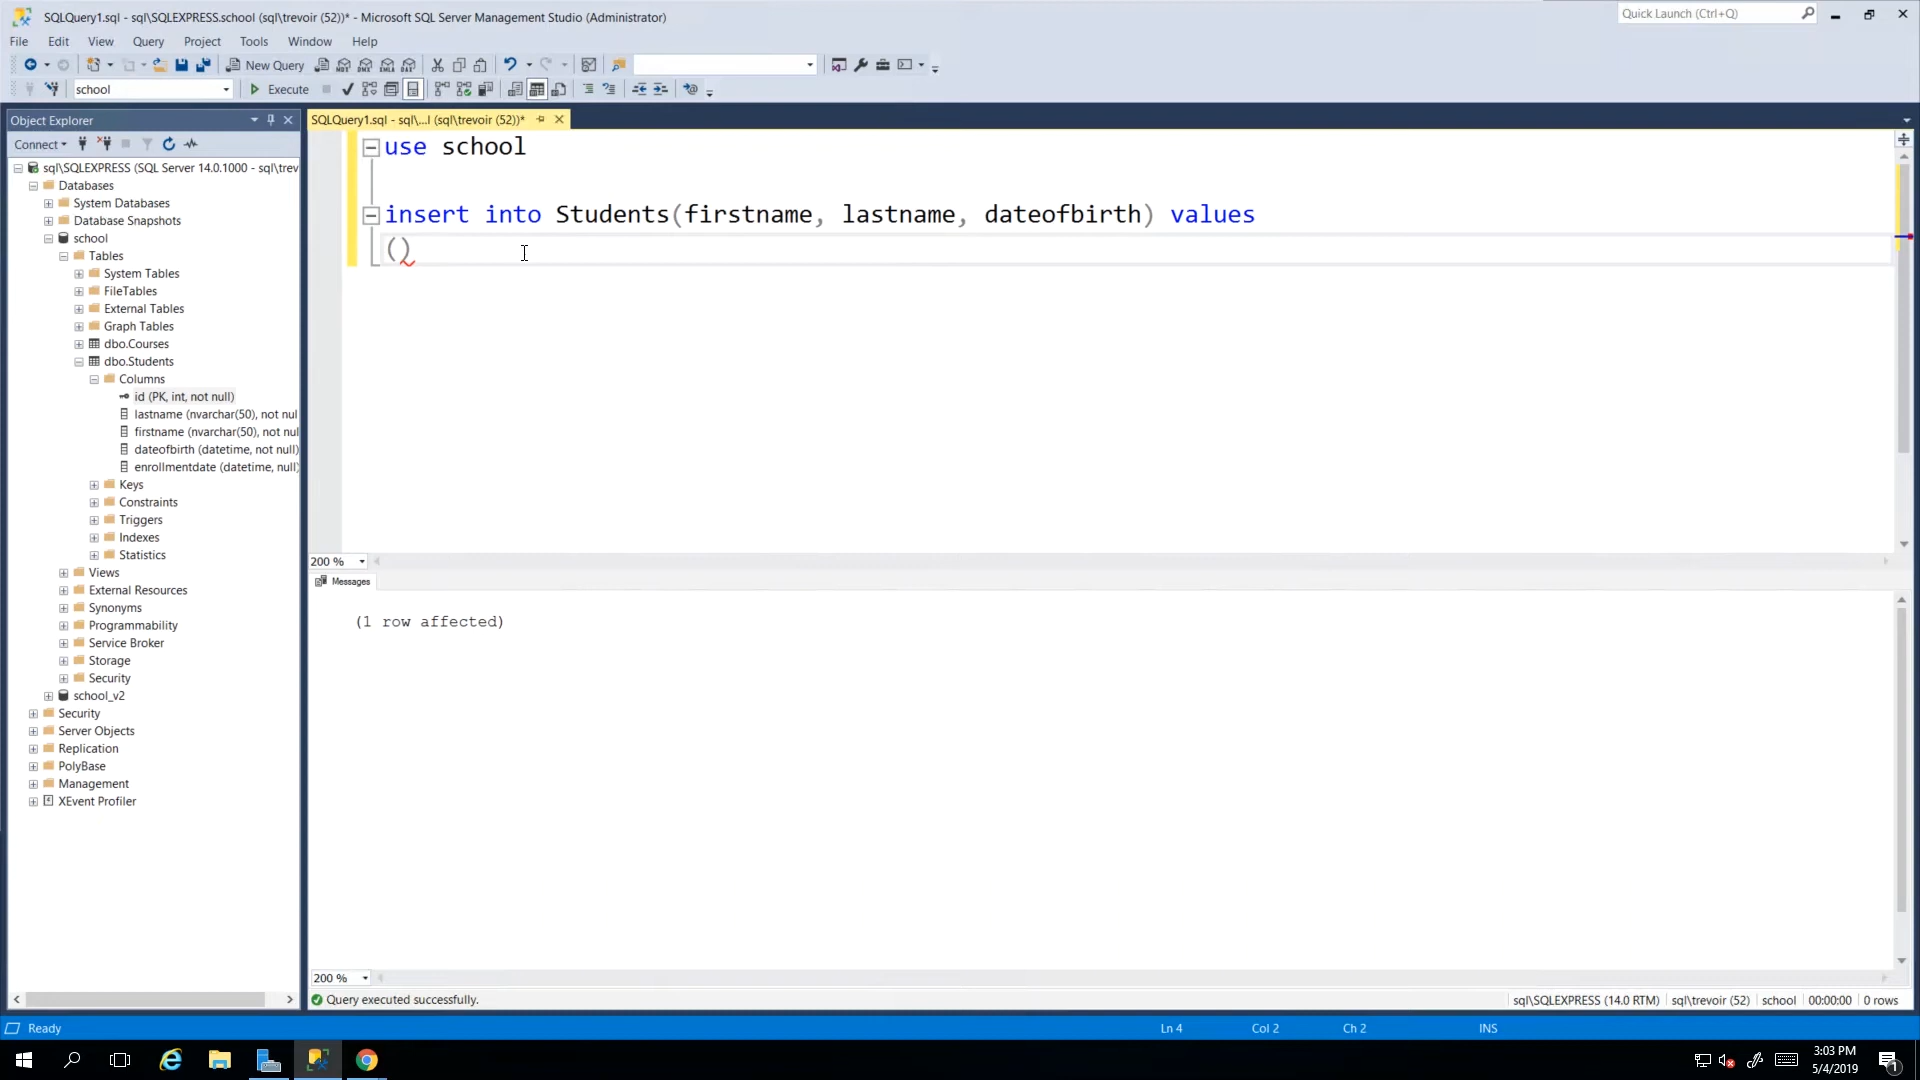 SQLQuery1.sql - sql\SQLEXPRESS.school (sql\trevoir (52))* - Microsoft SQL Server Management Studio (Administrator)
Quick Launch (Ctrl+Q)
File Edit View Query Project Tools Window Help
New Query
school
Execute
Object Explorer
SQLQuery1.sql - sql\...l (sql\trevoir (52))*
Connect
sql\SQLEXPRESS (SQL Server 14.0.1000 - sql\trev
Databases
System Databases
Database Snapshots
school
Tables
System Tables
FileTables
External Tables
Graph Tables
dbo.Courses
dbo.Students
Columns
id (PK, int, not null)
lastname (nvarchar(50), not nul
firstname (nvarchar(50), not nul
dateofbirth (datetime, not null)
enrollmentdate (datetime, null)
Keys
Constraints
Triggers
Indexes
Statistics
Views
External Resources
Synonyms
Programmability
Service Broker
Storage
Security
school_v2
Security
Server Objects
Replication
PolyBase
Management
XEvent Profiler
use school
insert into Students(firstname, lastname, dateofbirth) values
()
200 %
Messages
(1 row affected)
200 %
Query executed successfully.
sql\SQLEXPRESS (14.0 RTM) sql\trevoir (52) school 00:00:00 0 rows
Ready
Ln 4 Col 2 Ch 2 INS
3:03 PM
5/4/2019
1